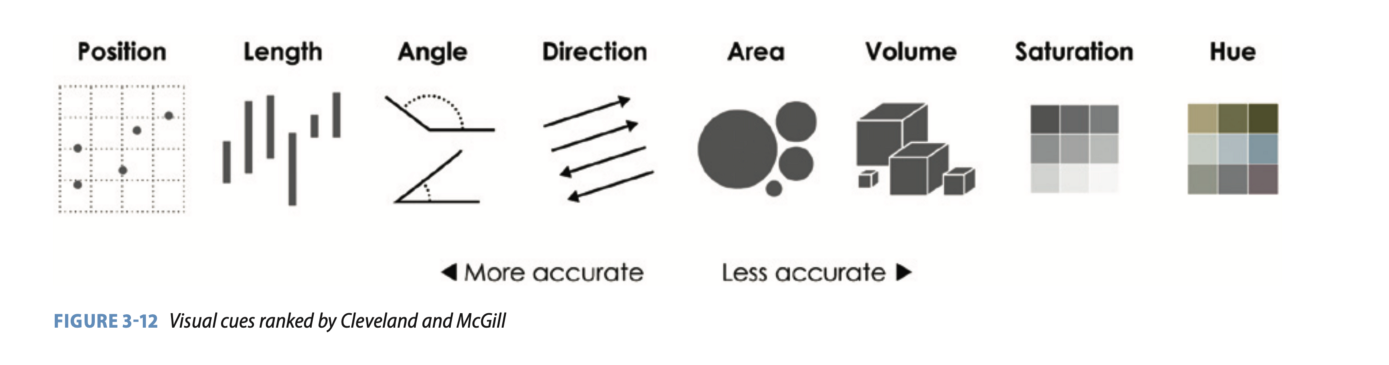 Position Length Angle Direction Area Volume Saturation Hue
◀ More accurate Less accurate ▶
FIGURE 3-12 Visual cues ranked by Cleveland and McGill